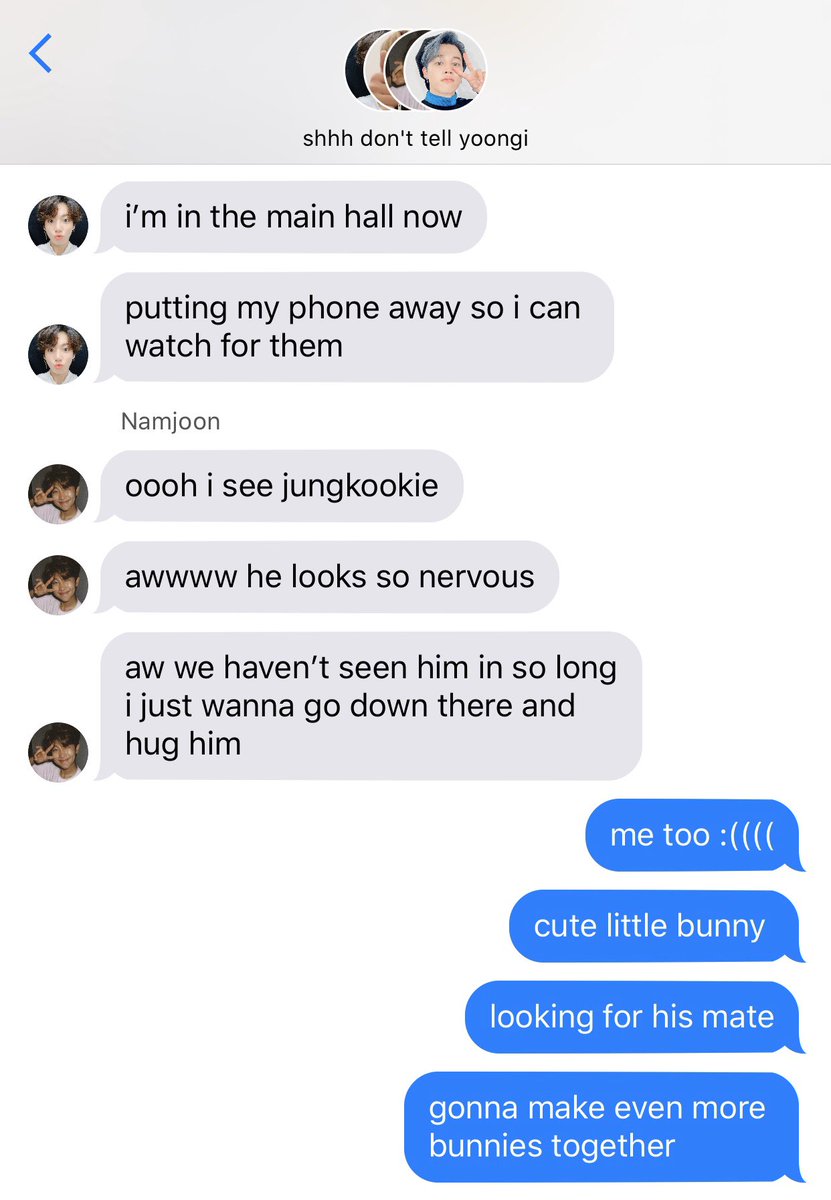 shhh don't tell yoongi
i’m in the main hall now
putting my phone away so i can
watch for them
Namjoon
oooh i see jungkookie
awwww he looks so nervous
aw we haven’t seen him in so long
i just wanna go down there and
hug him
me too :((((
cute little bunny
looking for his mate
gonna make even more
bunnies together